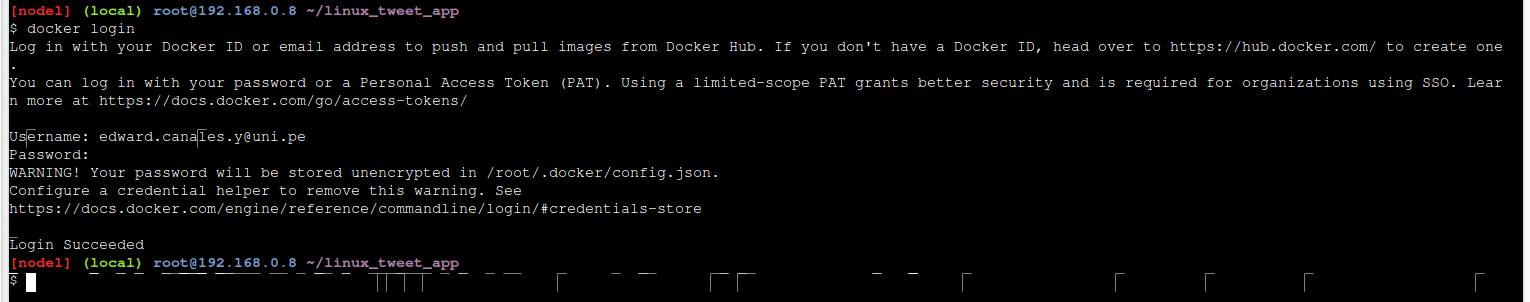 [node1] (local) root@192.168.0.8 ~/linux_tweet_app
$ docker login
Log in with your Docker ID or email address to push and pull images from Docker Hub. If you don't have a Docker ID, head over to https://hub.docker.com/ to create one
.
You can log in with your password or a Personal Access Token (PAT). Using a limited-scope PAT grants better security and is required for organizations using SSO. Lear
n more at https://docs.docker.com/go/access-tokens/
Username: edward.canales.y@uni.pe
Password:
WARNING! Your password will be stored unencrypted in /root/.docker/config.json.
Configure a credential helper to remove this warning. See
https://docs.docker.com/engine/reference/commandline/login/#credentials-store
Login Succeeded
[node1] (local) root@192.168.0.8 ~/linux_tweet_app
$